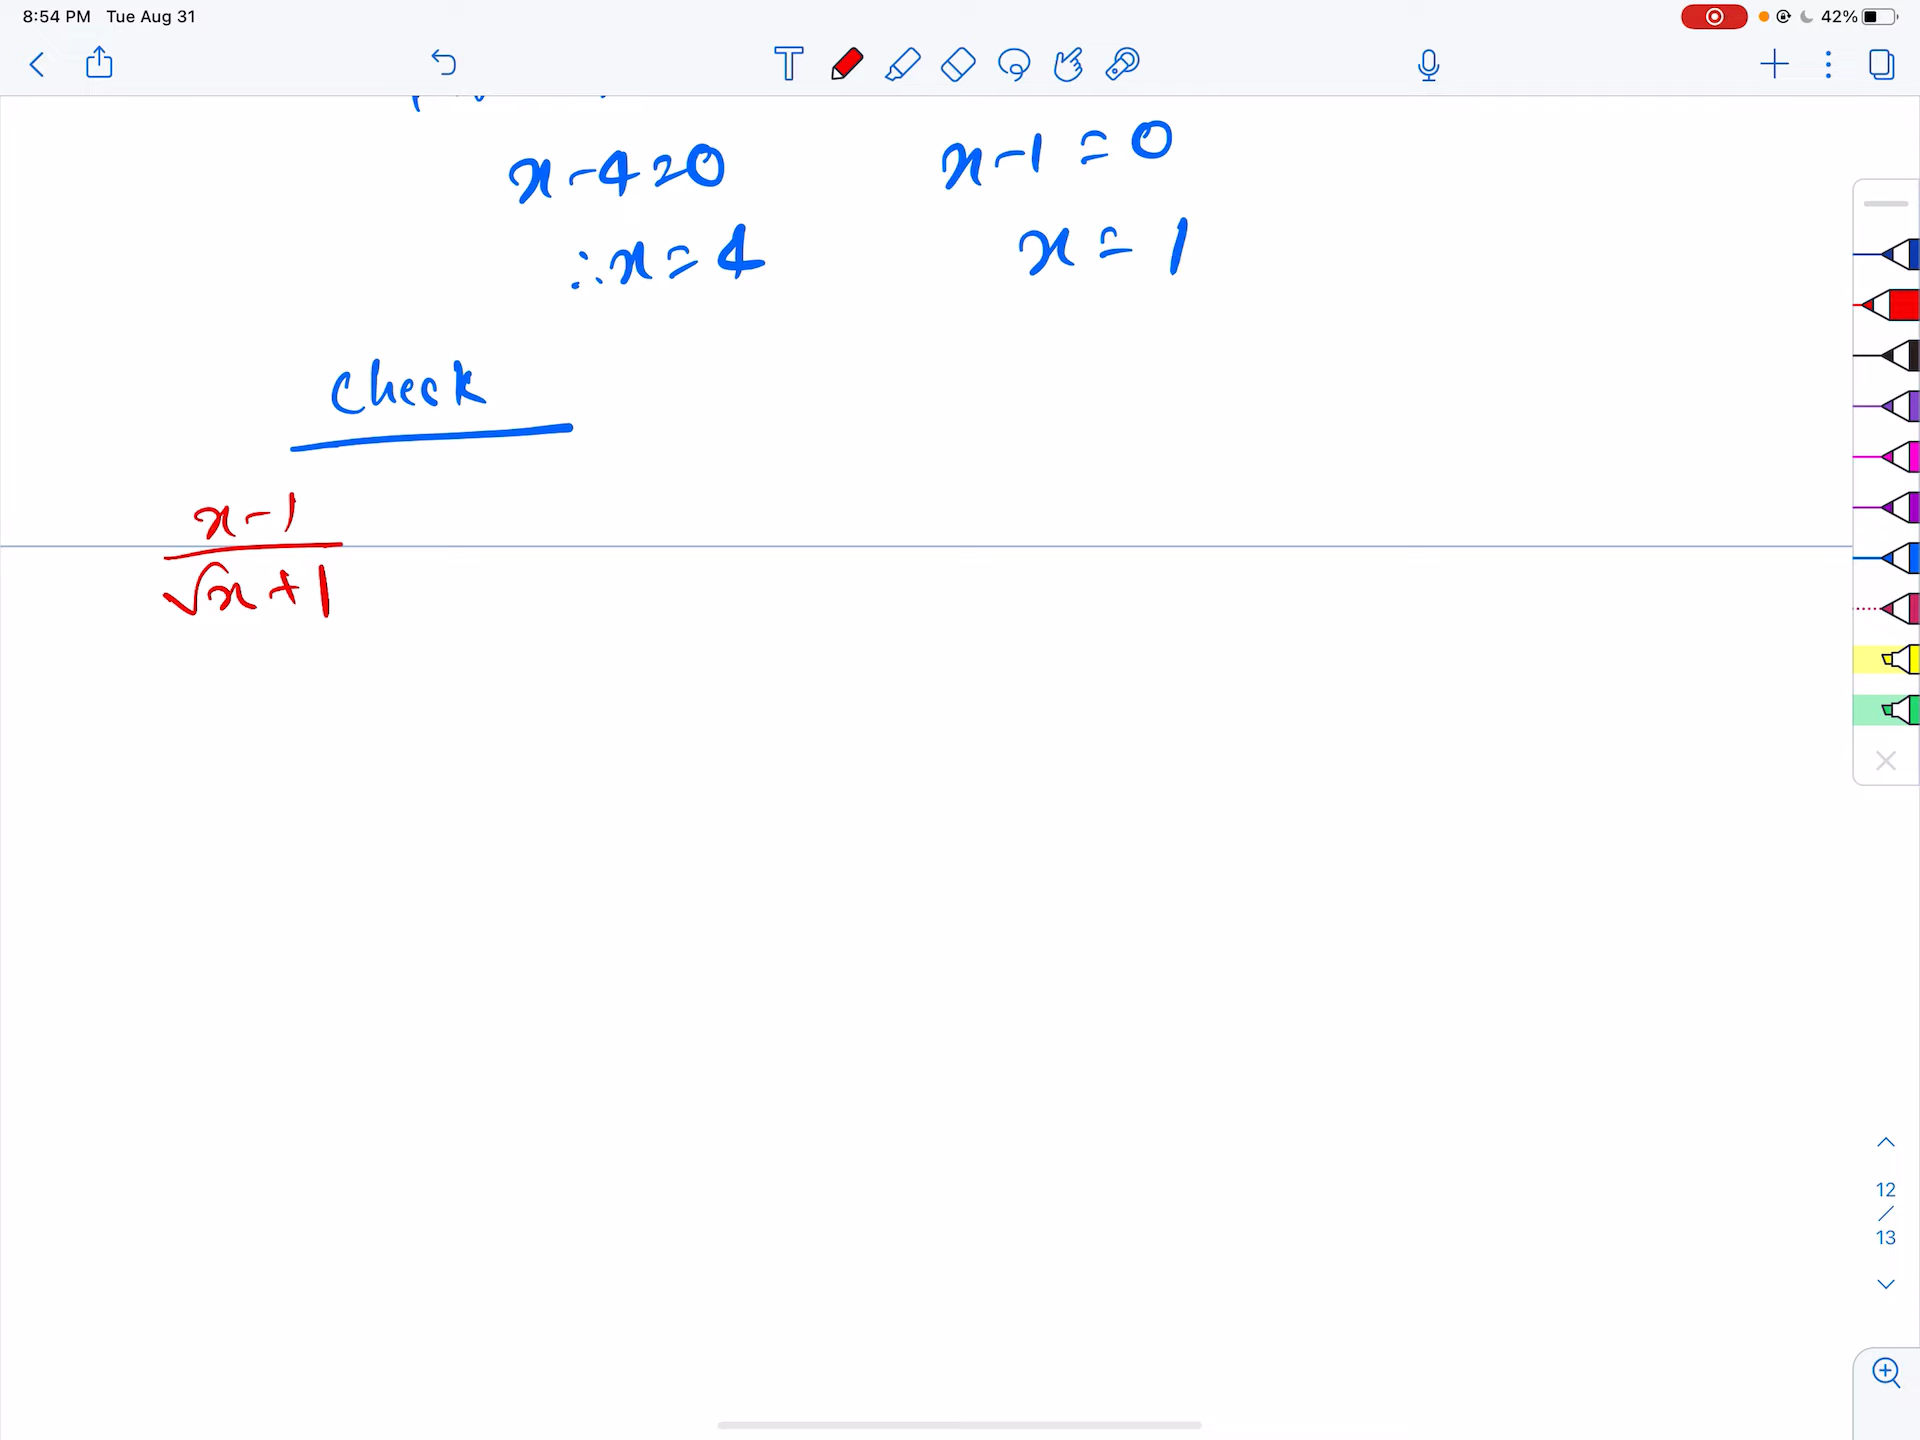 8:54 PM Tue Aug 31
42%
T
x-4=0 x-1=0
∴x=4 x=1
Check
x-1
√x+1
12
/
13